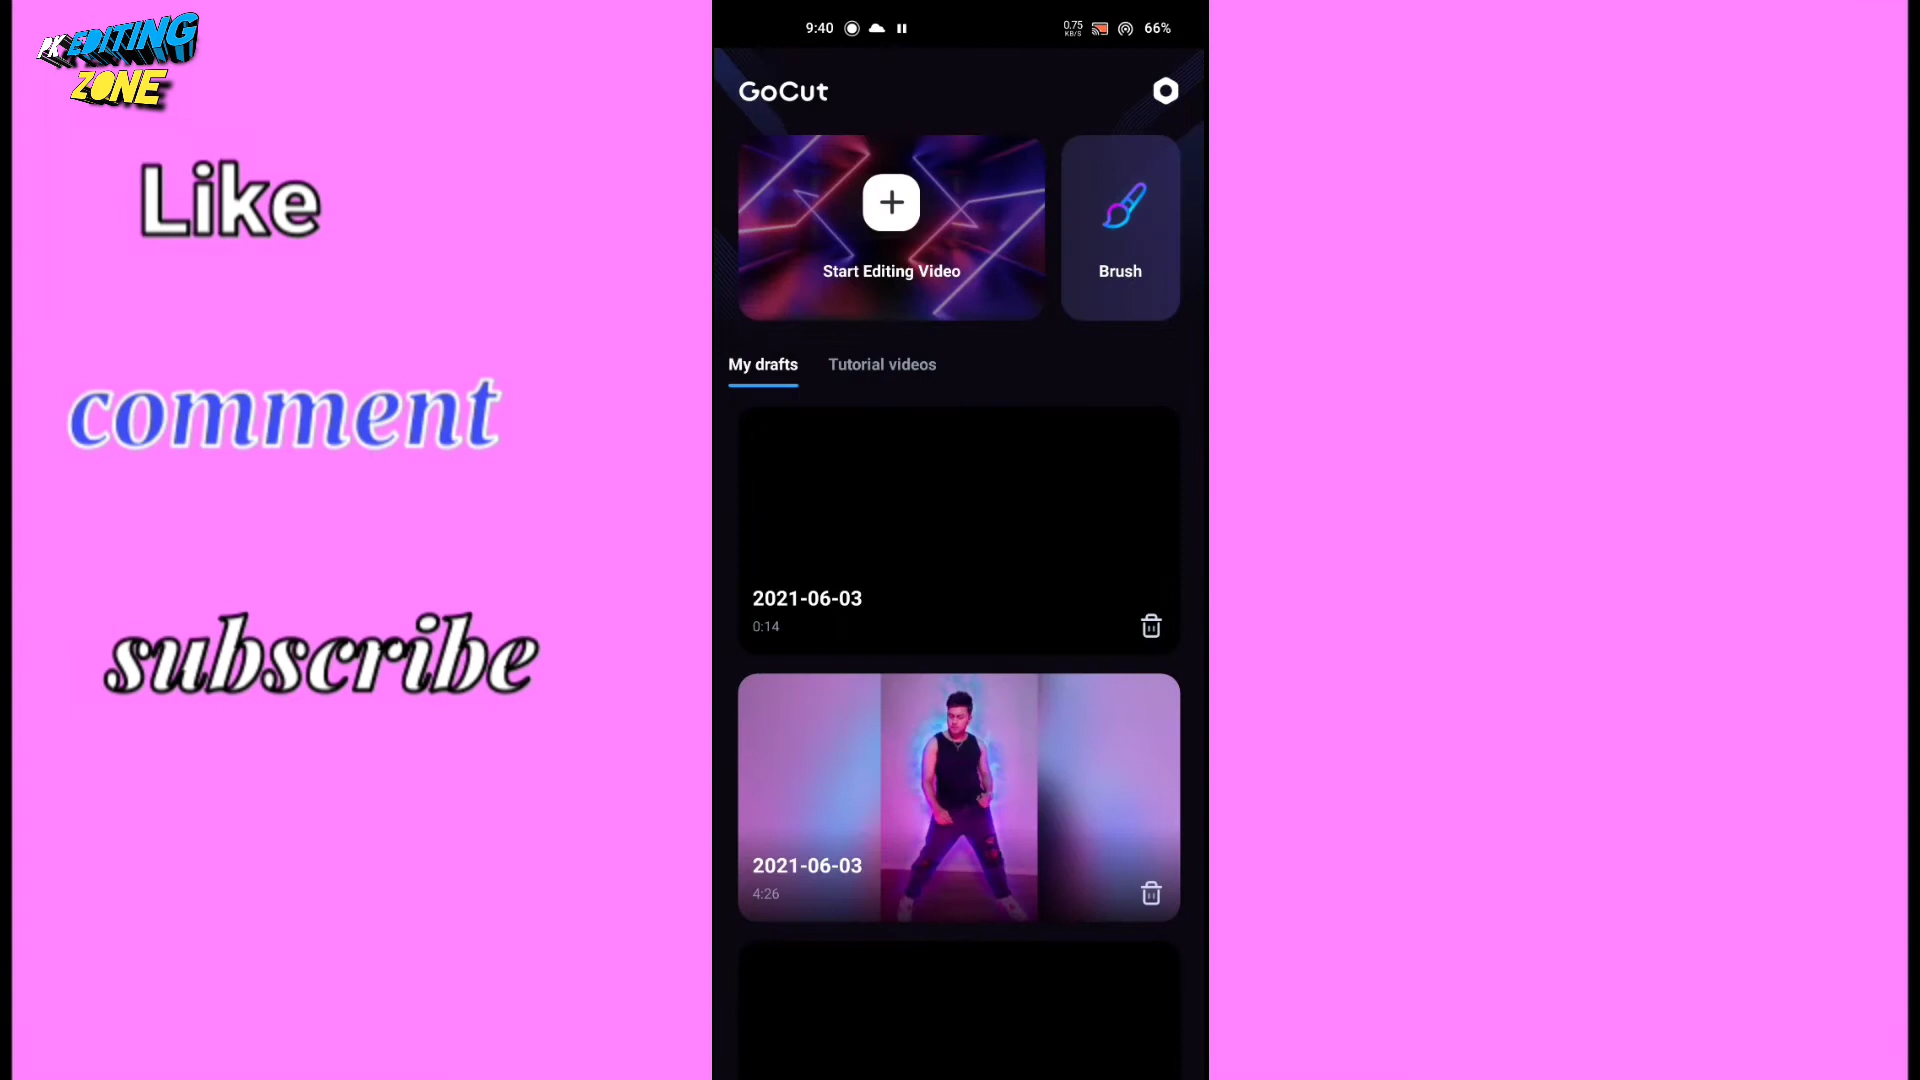 PK EDITING
ZONE
Like
comment
subscribe
9:40
0.75
KB/S
66%
GoCut
Start Editing Video
Brush
My drafts
Tutorial videos
2021-06-03
0:14
2021-06-03
4:26